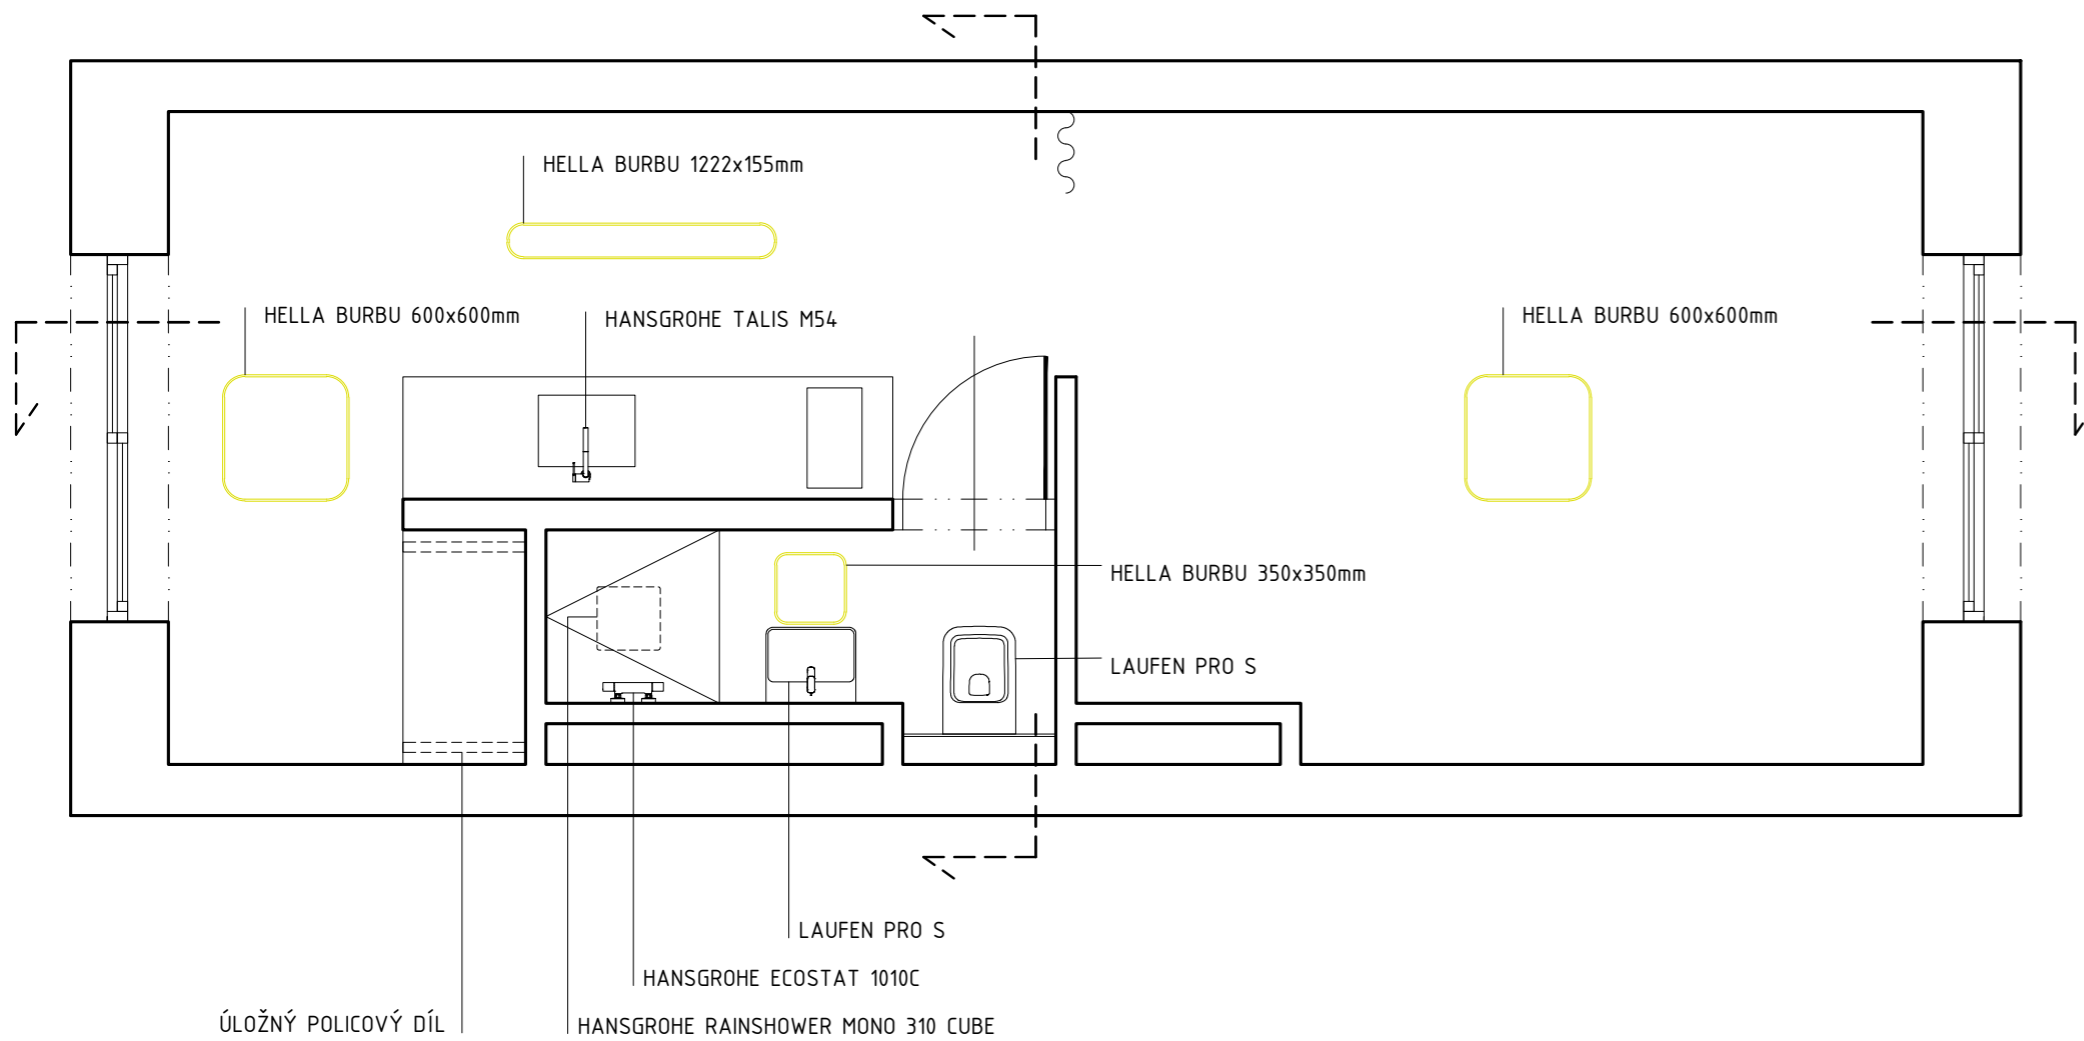 HELLA BURBU 1222x155mm
HELLA BURBU 600x600mm
HANSGROHE TALIS M54
HELLA BURBU 600x600mm
HELLA BURBU 350x350mm
LAUFEN PRO S
LAUFEN PRO S
HANSGROHE ECOSTAT 1010C
ÚLOŽNÝ POLICOVÝ DÍL
HANSGROHE RAINSHOWER MONO 310 CUBE